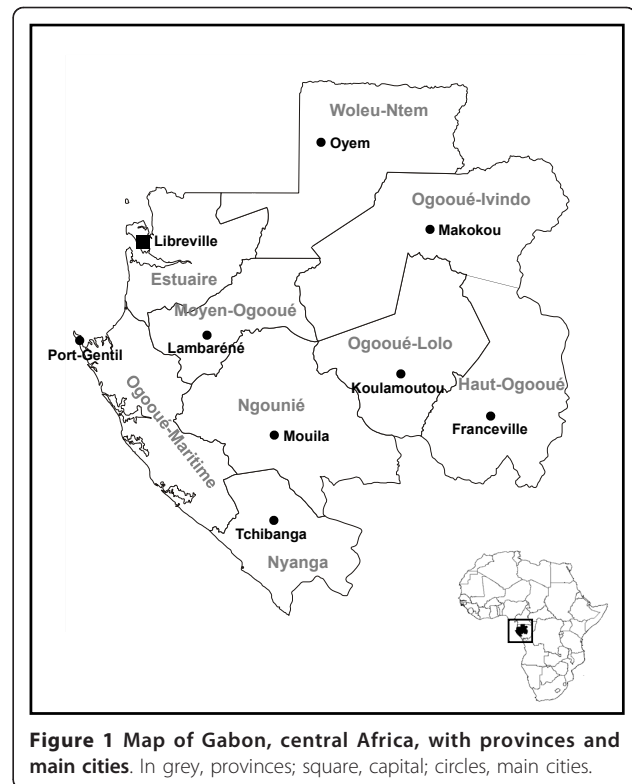 Woleu-Ntem
Oyem
Ogooué-Ivindo
Makokou
Libreville
Estuaire
Moyen-Ogooué
Lambaréné
Port-Gentil
Ogooué-Lolo
Koulamoutou
Haut-Ogooué
Franceville
Ngounié
Mouila
Ogooué-Maritime
Tchibanga
Nyanga
Figure 1 Map of Gabon, central Africa, with provinces and
main cities. In grey, provinces; square, capital; circles, main cities.